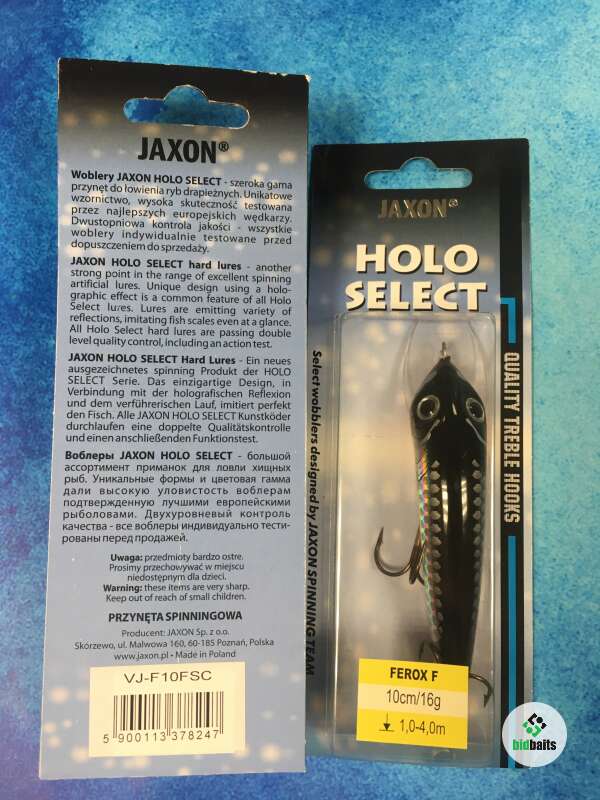 JAXON®
Woblery JAXON HOLO SELECT - szeroka gama
przynęt do łowienia ryb drapieżnych. Unikatowe
wzornictwo, wysoka skuteczność testowana
przez najlepszych europejskich wędkarzy.
Dwustopniowa kontrola jakości - wszystkie
woblery indywidualnie testowane przed
dopuszczeniem do sprzedaży.
JAXON HOLO SELECT hard lures - another
strong point in the range of excellent spinning
artificial lures. Unique design using a holo-
graphic effect is a common feature of all Holo
Select lures. Lures are emitting variety of
reflections, imitating fish scales even at a glance.
All Holo Select hard lures are passing double
level quality control, including an action test.
JAXON HOLO SELECT Hard Lures - Ein neues
ausgezeichnetes spinning Produkt der HOLO
SELECT Serie. Das einzigartige Design, in
Verbindung mit der holografischen Reflexion
und dem verführerischen Lauf, imitiert perfekt
den Fisch. Alle JAXON HOLO SELECT Kunstköder
durchlaufen eine doppelte Qualitätskontrolle
und einen anschließenden Funktionstest.
Воблеры JAXON HOLO SELECT - большой
ассортимент приманок для ловли хищных
рыб. Уникальные формы и цветовая гамма
дали высокую уловистость воблерам
подтвержденную лучшими европейскими
рыболовами. Двухуровневый контроль
качества - все воблеры индивидуально тести-
рованы перед продажей.
Uwaga: przedmioty bardzo ostre.
Prosimy przechowywać w miejscu
niedostępnym dla dzieci.
Warning: these items are very sharp.
Keep out of reach of small children.
PRZYNĘTA SPINNINGOWA
Producent: JAXON Sp. z o.o.
Skórzewo, ul. Malwowa 160, 60-185 Poznań, Polska
www.jaxon.pl • Made in Poland
VJ-F10FSC
5 900113 378247
JAXON®
HOLO
SELECT
Select wobblers designed by JAXON SPINNING TEAM
QUALITY TREBLE HOOKS
FEROX F
10cm/16g
1,0-4,0m
bidbaits